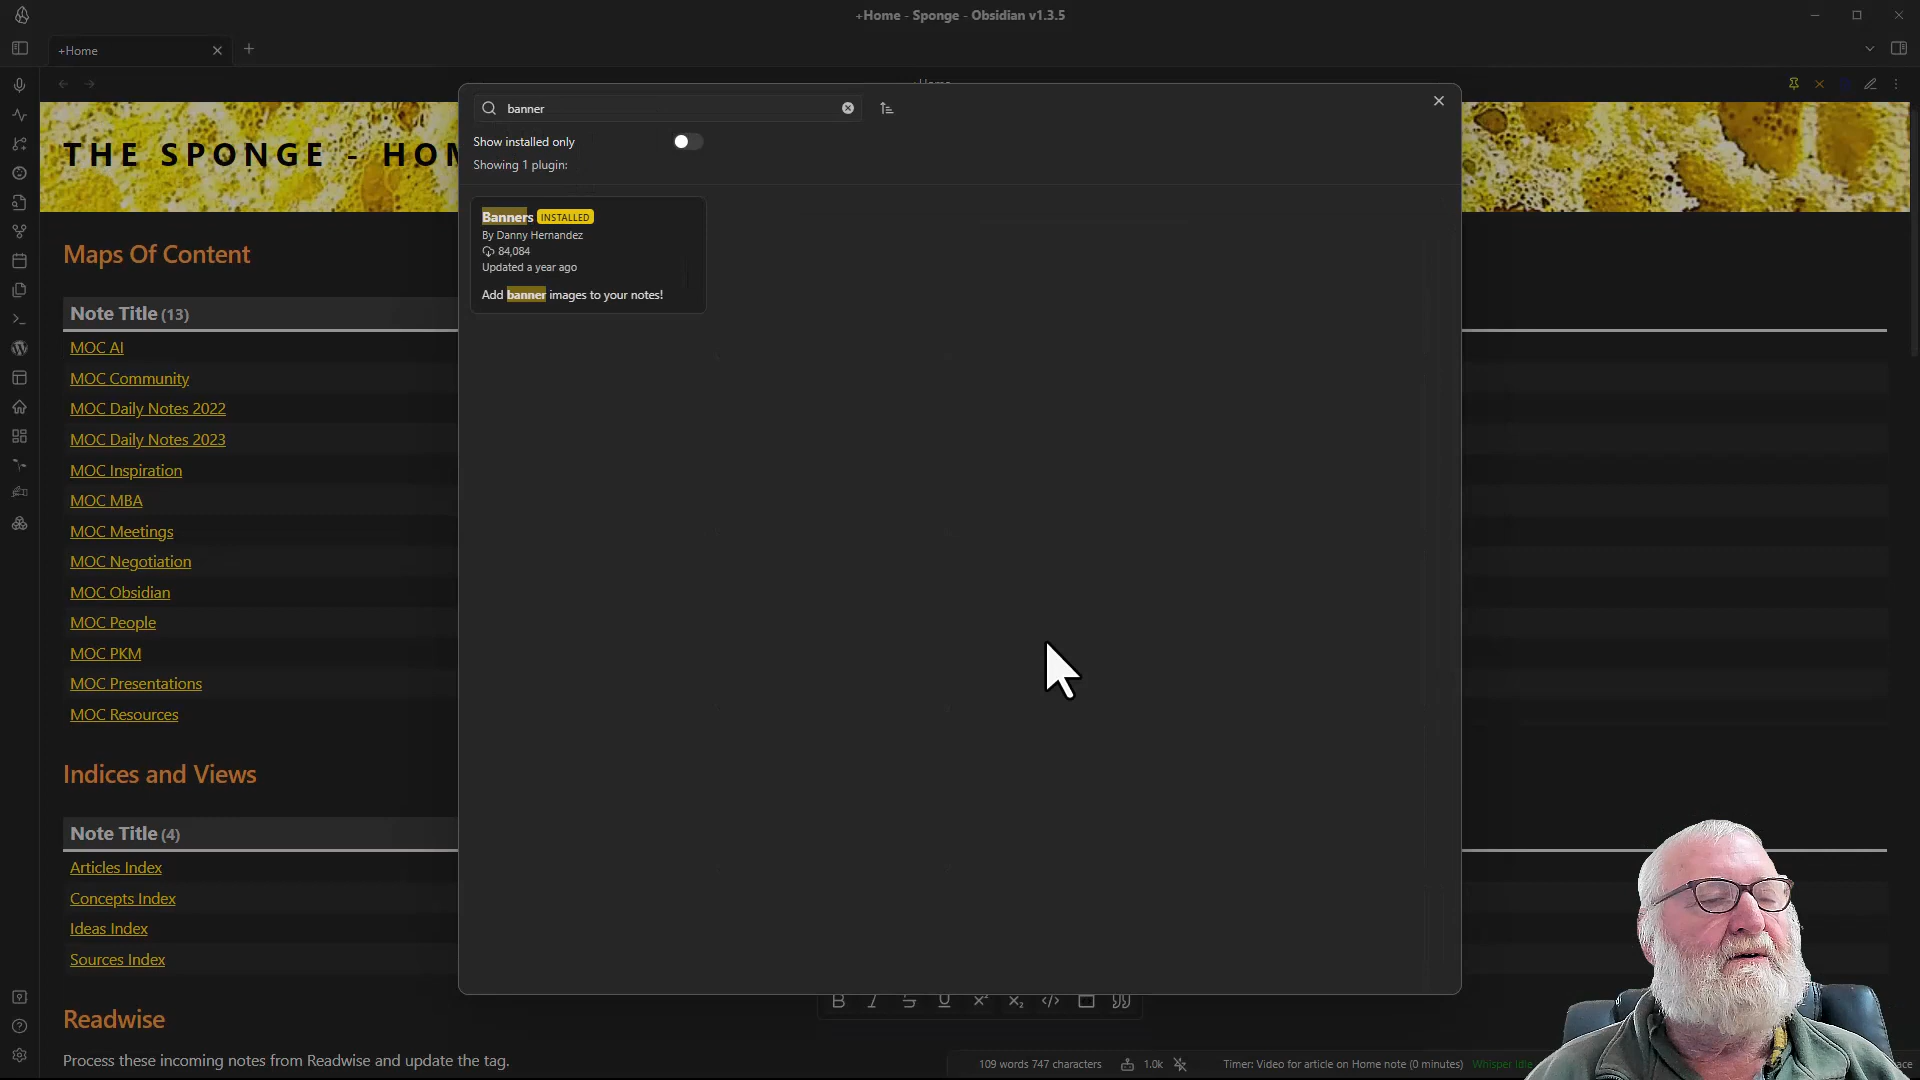 +Home - Sponge - Obsidian v1.3.5
+Home
+Home
banner
Show installed only
Showing 1 plugin:
Banners INSTALLED
By Danny Hernandez
84,084
Updated a year ago
Add banner images to your notes!
THE SPONGE - HOM
Maps Of Content
Note Title (13)
MOC AI
MOC Community
MOC Daily Notes 2022
MOC Daily Notes 2023
MOC Inspiration
MOC MBA
MOC Meetings
MOC Negotiation
MOC Obsidian
MOC People
MOC PKM
MOC Presentations
MOC Resources
Indices and Views
Note Title (4)
Articles Index
Concepts Index
Ideas Index
Sources Index
Readwise
Process these incoming notes from Readwise and update the tag.
109 words 747 characters 1.0k Timer: Video for article on Home note (0 minutes) Whisper Idle ace